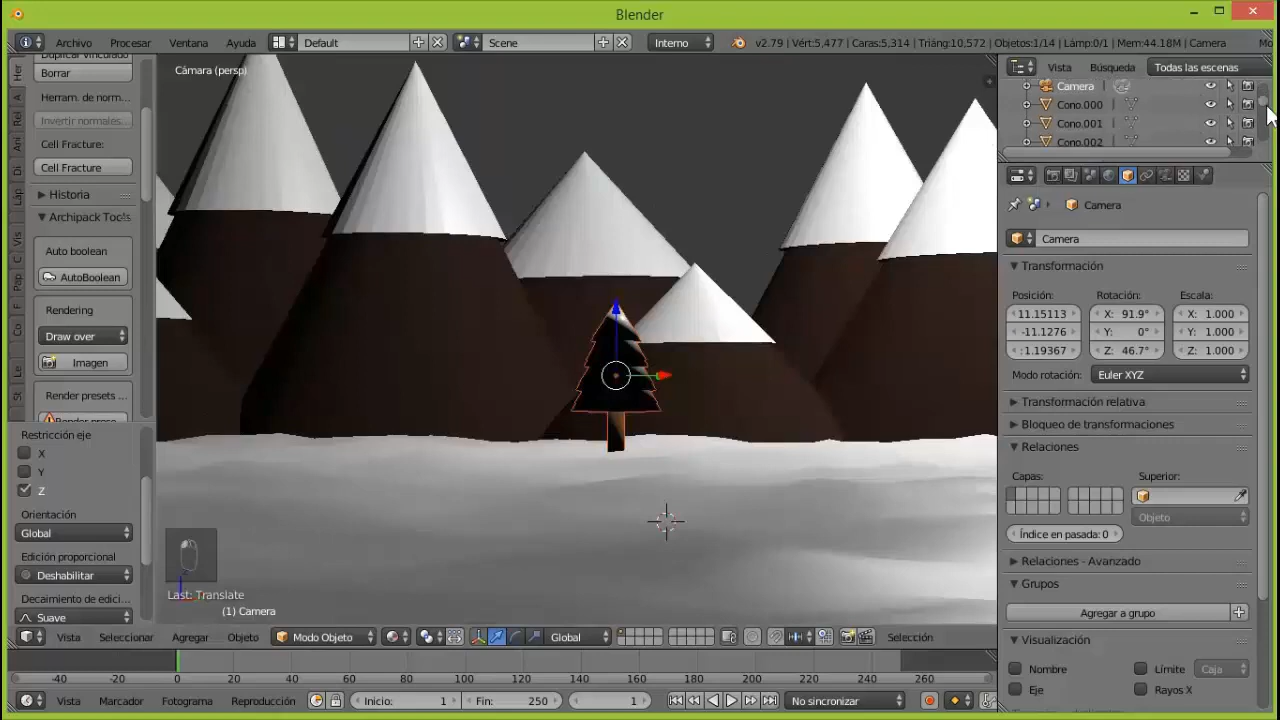 Blender
Archivo Procesar Ventana Ayuda Default Scene Interno v2.79 | Vért:5,477 | Caras:5,314 | Triáng:10,572 | Objetos:1/14 | Lámp:0/1 | Mem:44.18M | Camera
Cámara (persp)
Borrar
Herram. de norm...
Invertir normales...
Cell Fracture:
Cell Fracture
Historia
Archipack Tools
Auto boolean
AutoBoolean
Rendering
Draw over
Imagen
Render presets ...
Restricción eje
X
Y
Z
Orientación
Global
Edición proporcional
Deshabilitar
Decaimiento de edici...
Suave
Last: Translate
(1) Camera
Vista Seleccionar Agregar Objeto Modo Objeto Global Selección
-40 -20 0 20 40 60 80 100 120 140 160 180 200 220 240 260
Vista Marcador Fotograma Reproducción Inicio: 1 Fin: 250 1 No sincronizar
Vista Búsqueda Todas las escenas
Camera
Cono.000
Cono.001
Cono.002
Camera
Camera
Transformación
Posición: Rotación: Escala:
11.15113 X: 91.9° X: 1.000
-11.1276 Y: 0° Y: 1.000
1.19367 Z: 46.7° Z: 1.000
Modo rotación: Euler XYZ
Transformación relativa
Bloqueo de transformaciones
Relaciones
Capas: Superior:
Objeto
Índice en pasada: 0
Relaciones - Avanzado
Grupos
Agregar a grupo
Visualización
Nombre Límite Caja
Eje Rayos X